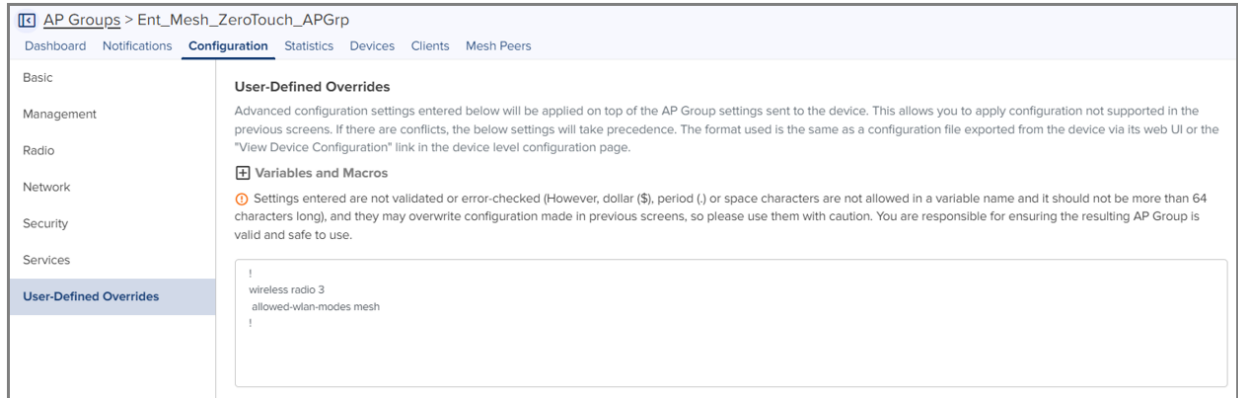 AP Groups > Ent_Mesh_ZeroTouch_APGrp
Dashboard Notifications Configuration Statistics Devices Clients Mesh Peers
Basic
Management
Radio
Network
Security
Services
User-Defined Overrides
User-Defined Overrides
Advanced configuration settings entered below will be applied on top of the AP Group settings sent to the device. This allows you to apply configuration not supported in the
previous screens. If there are conflicts, the below settings will take precedence. The format used is the same as a configuration file exported from the device via its web UI or the
"View Device Configuration" link in the device level configuration page.
Variables and Macros
Settings entered are not validated or error-checked (However, dollar ($), period (.) or space characters are not allowed in a variable name and it should not be more than 64
characters long), and they may overwrite configuration made in previous screens, so please use them with caution. You are responsible for ensuring the resulting AP Group is
valid and safe to use.
!
wireless radio 3
allowed-wlan-modes mesh
!